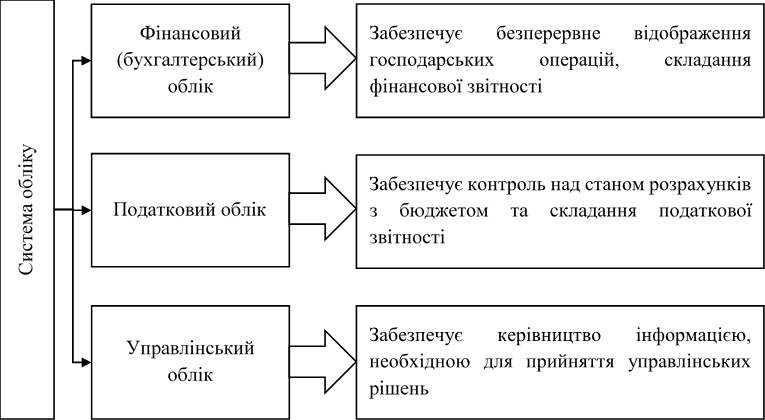 Система обліку
Фінансовий
(бухгалтерський)
облік
Забезпечує безперервне відображення
господарських операцій, складання
фінансової звітності
Податковий облік
Забезпечує контроль над станом розрахунків
з бюджетом та складання податкової
звітності
Управлінський
облік
Забезпечує керівництво інформацією,
необхідною для прийняття управлінських
рішень